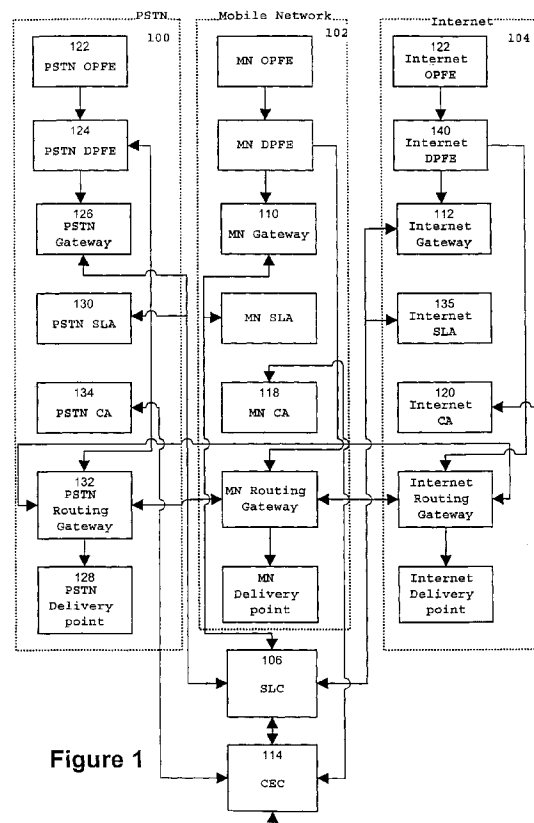 PSTN
100
122
PSTN OPFE
124
PSTN DPFE
126
PSTN
Gateway
130
PSTN SLA
134
PSTN CA
132
PSTN
Routing
Gateway
128
PSTN
Delivery
point
Mobile Network
102
MN OPFE
MN DPFE
110
MN Gateway
MN SLA
118
MN CA
MN Routing
Gateway
MN
Delivery
point
Internet
104
122
Internet
OPFE
140
Internet
DPFE
112
Internet
Gateway
135
Internet
SLA
120
Internet
CA
Internet
Routing
Gateway
Internet
Delivery
point
106
SLC
114
CEC
Figure 1